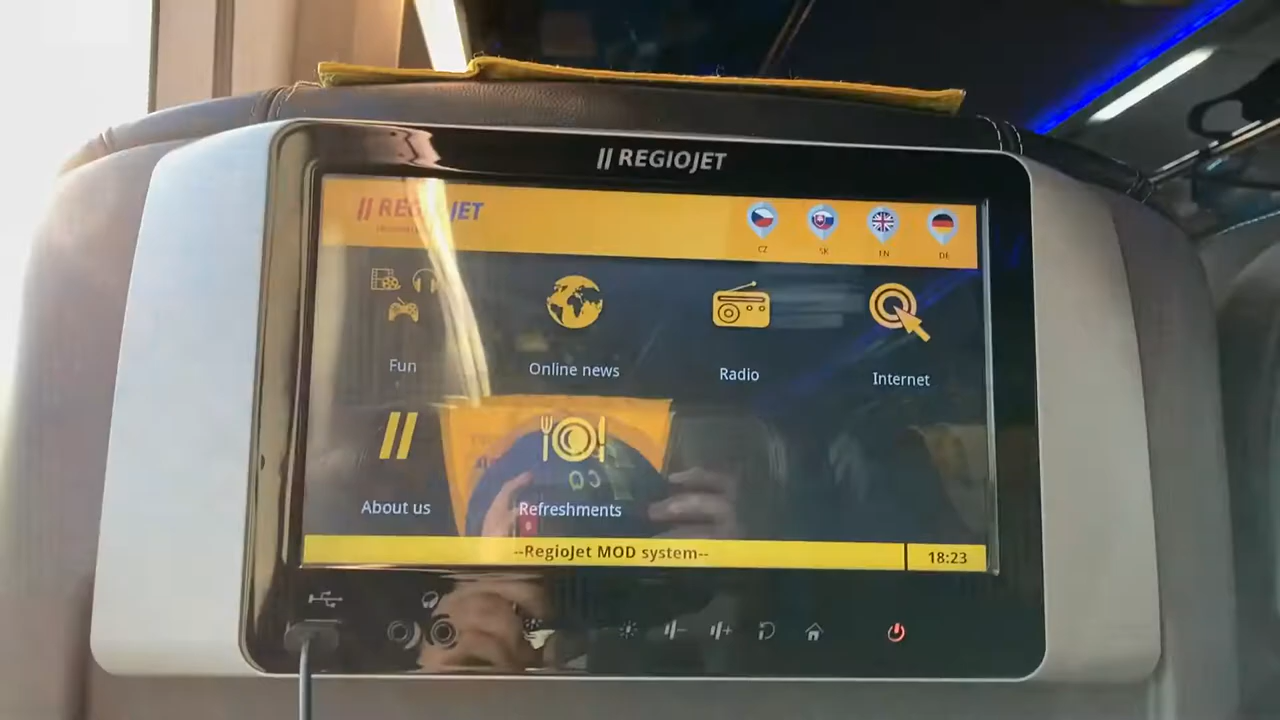 REGIOJET
REGIOJET
CZ
SK
EN
DE
Fun
Online news
Radio
Internet
About us
Refreshments
--RegioJet MOD system--
18:23